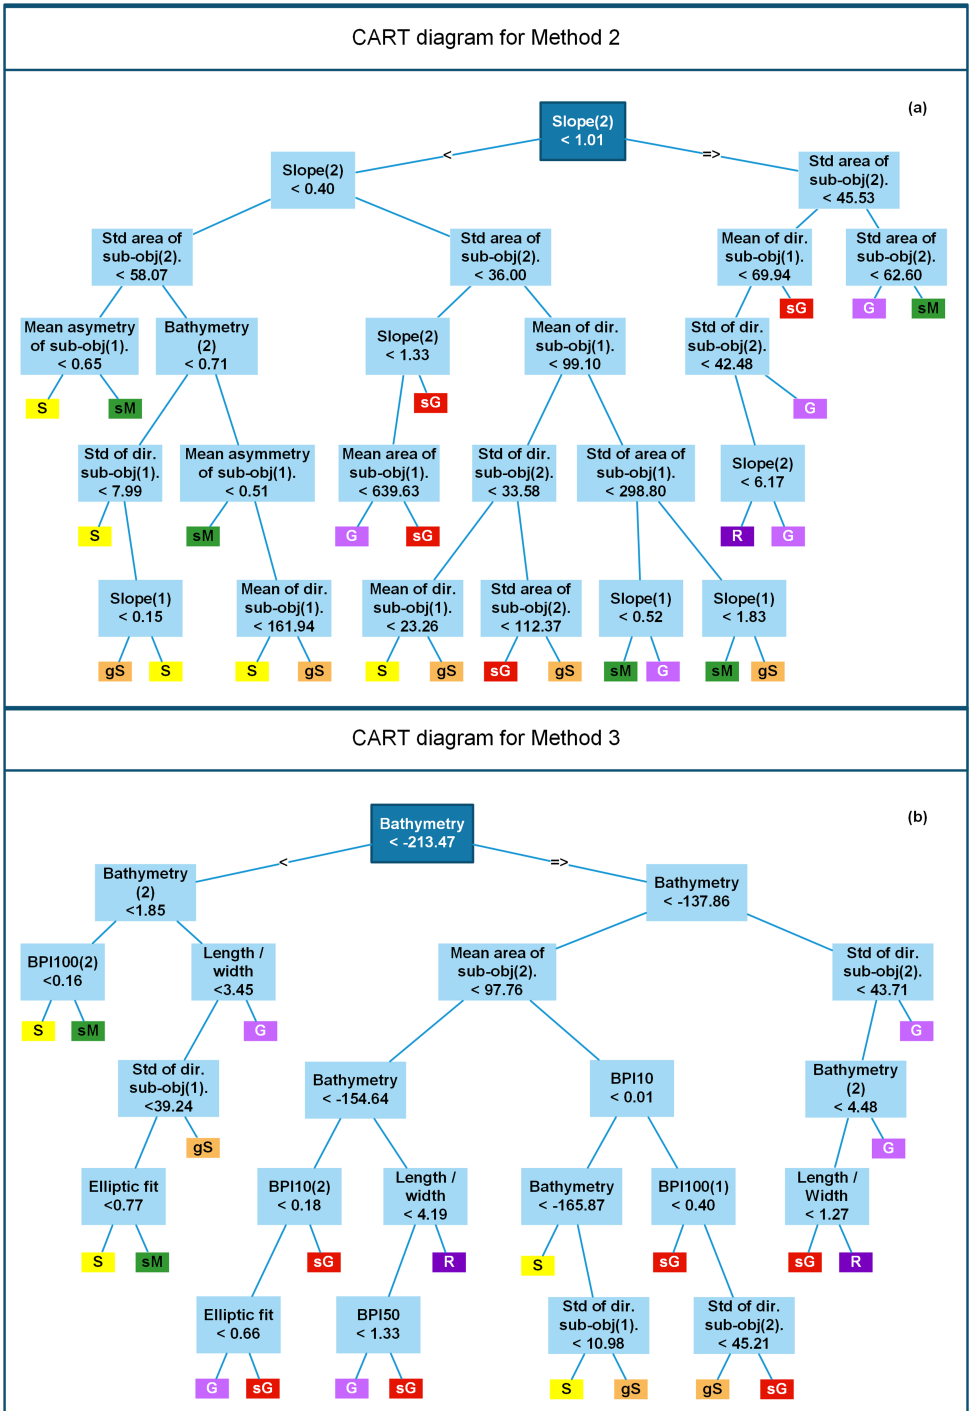 CART diagram for Method 2
(a)
Slope(2)
< 1.01
<
=>
Slope(2)
< 0.40
Std area of
sub-obj(2).
< 45.53
Std area of
sub-obj(2).
< 58.07
Std area of
sub-obj(2).
< 36.00
Mean of dir.
sub-obj(1).
< 69.94
Std area of
sub-obj(2).
< 62.60
sG
G
sM
Mean asymetry
of sub-obj(1).
< 0.65
Bathymetry
(2)
< 0.71
Slope(2)
< 1.33
Mean of dir.
sub-obj(1).
< 99.10
Std of dir.
sub-obj(2).
< 42.48
S
sM
sG
G
Std of dir.
sub-obj(1).
< 7.99
Mean asymmetry
of sub-obj(1).
< 0.51
Mean area of
sub-obj(1).
< 639.63
Std of dir.
sub-obj(2).
< 33.58
Std of area of
sub-obj(1).
< 298.80
Slope(2)
< 6.17
S
sM
G
sG
R
G
Slope(1)
< 0.15
Mean of dir.
sub-obj(1).
< 161.94
Mean of dir.
sub-obj(1).
< 23.26
Std area of
sub-obj(2).
< 112.37
Slope(1)
< 0.52
Slope(1)
< 1.83
gS
S
S
gS
S
gS
sG
gS
sM
G
sM
gS
CART diagram for Method 3
(b)
Bathymetry
< -213.47
<
=>
Bathymetry
(2)
<1.85
Bathymetry
< -137.86
BPI100(2)
<0.16
Length /
width
<3.45
Mean area of
sub-obj(2).
< 97.76
Std of dir.
sub-obj(2).
< 43.71
S
sM
G
G
Std of dir.
sub-obj(1).
<39.24
Bathymetry
< -154.64
BPI10
< 0.01
Bathymetry
(2)
< 4.48
gS
G
Elliptic fit
<0.77
BPI10(2)
< 0.18
Length /
width
< 4.19
Bathymetry
< -165.87
BPI100(1)
< 0.40
Length /
Width
< 1.27
S
sM
sG
R
S
sG
sG
R
Elliptic fit
< 0.66
BPI50
< 1.33
Std of dir.
sub-obj(1).
< 10.98
Std of dir.
sub-obj(2).
< 45.21
G
sG
G
sG
S
gS
gS
sG